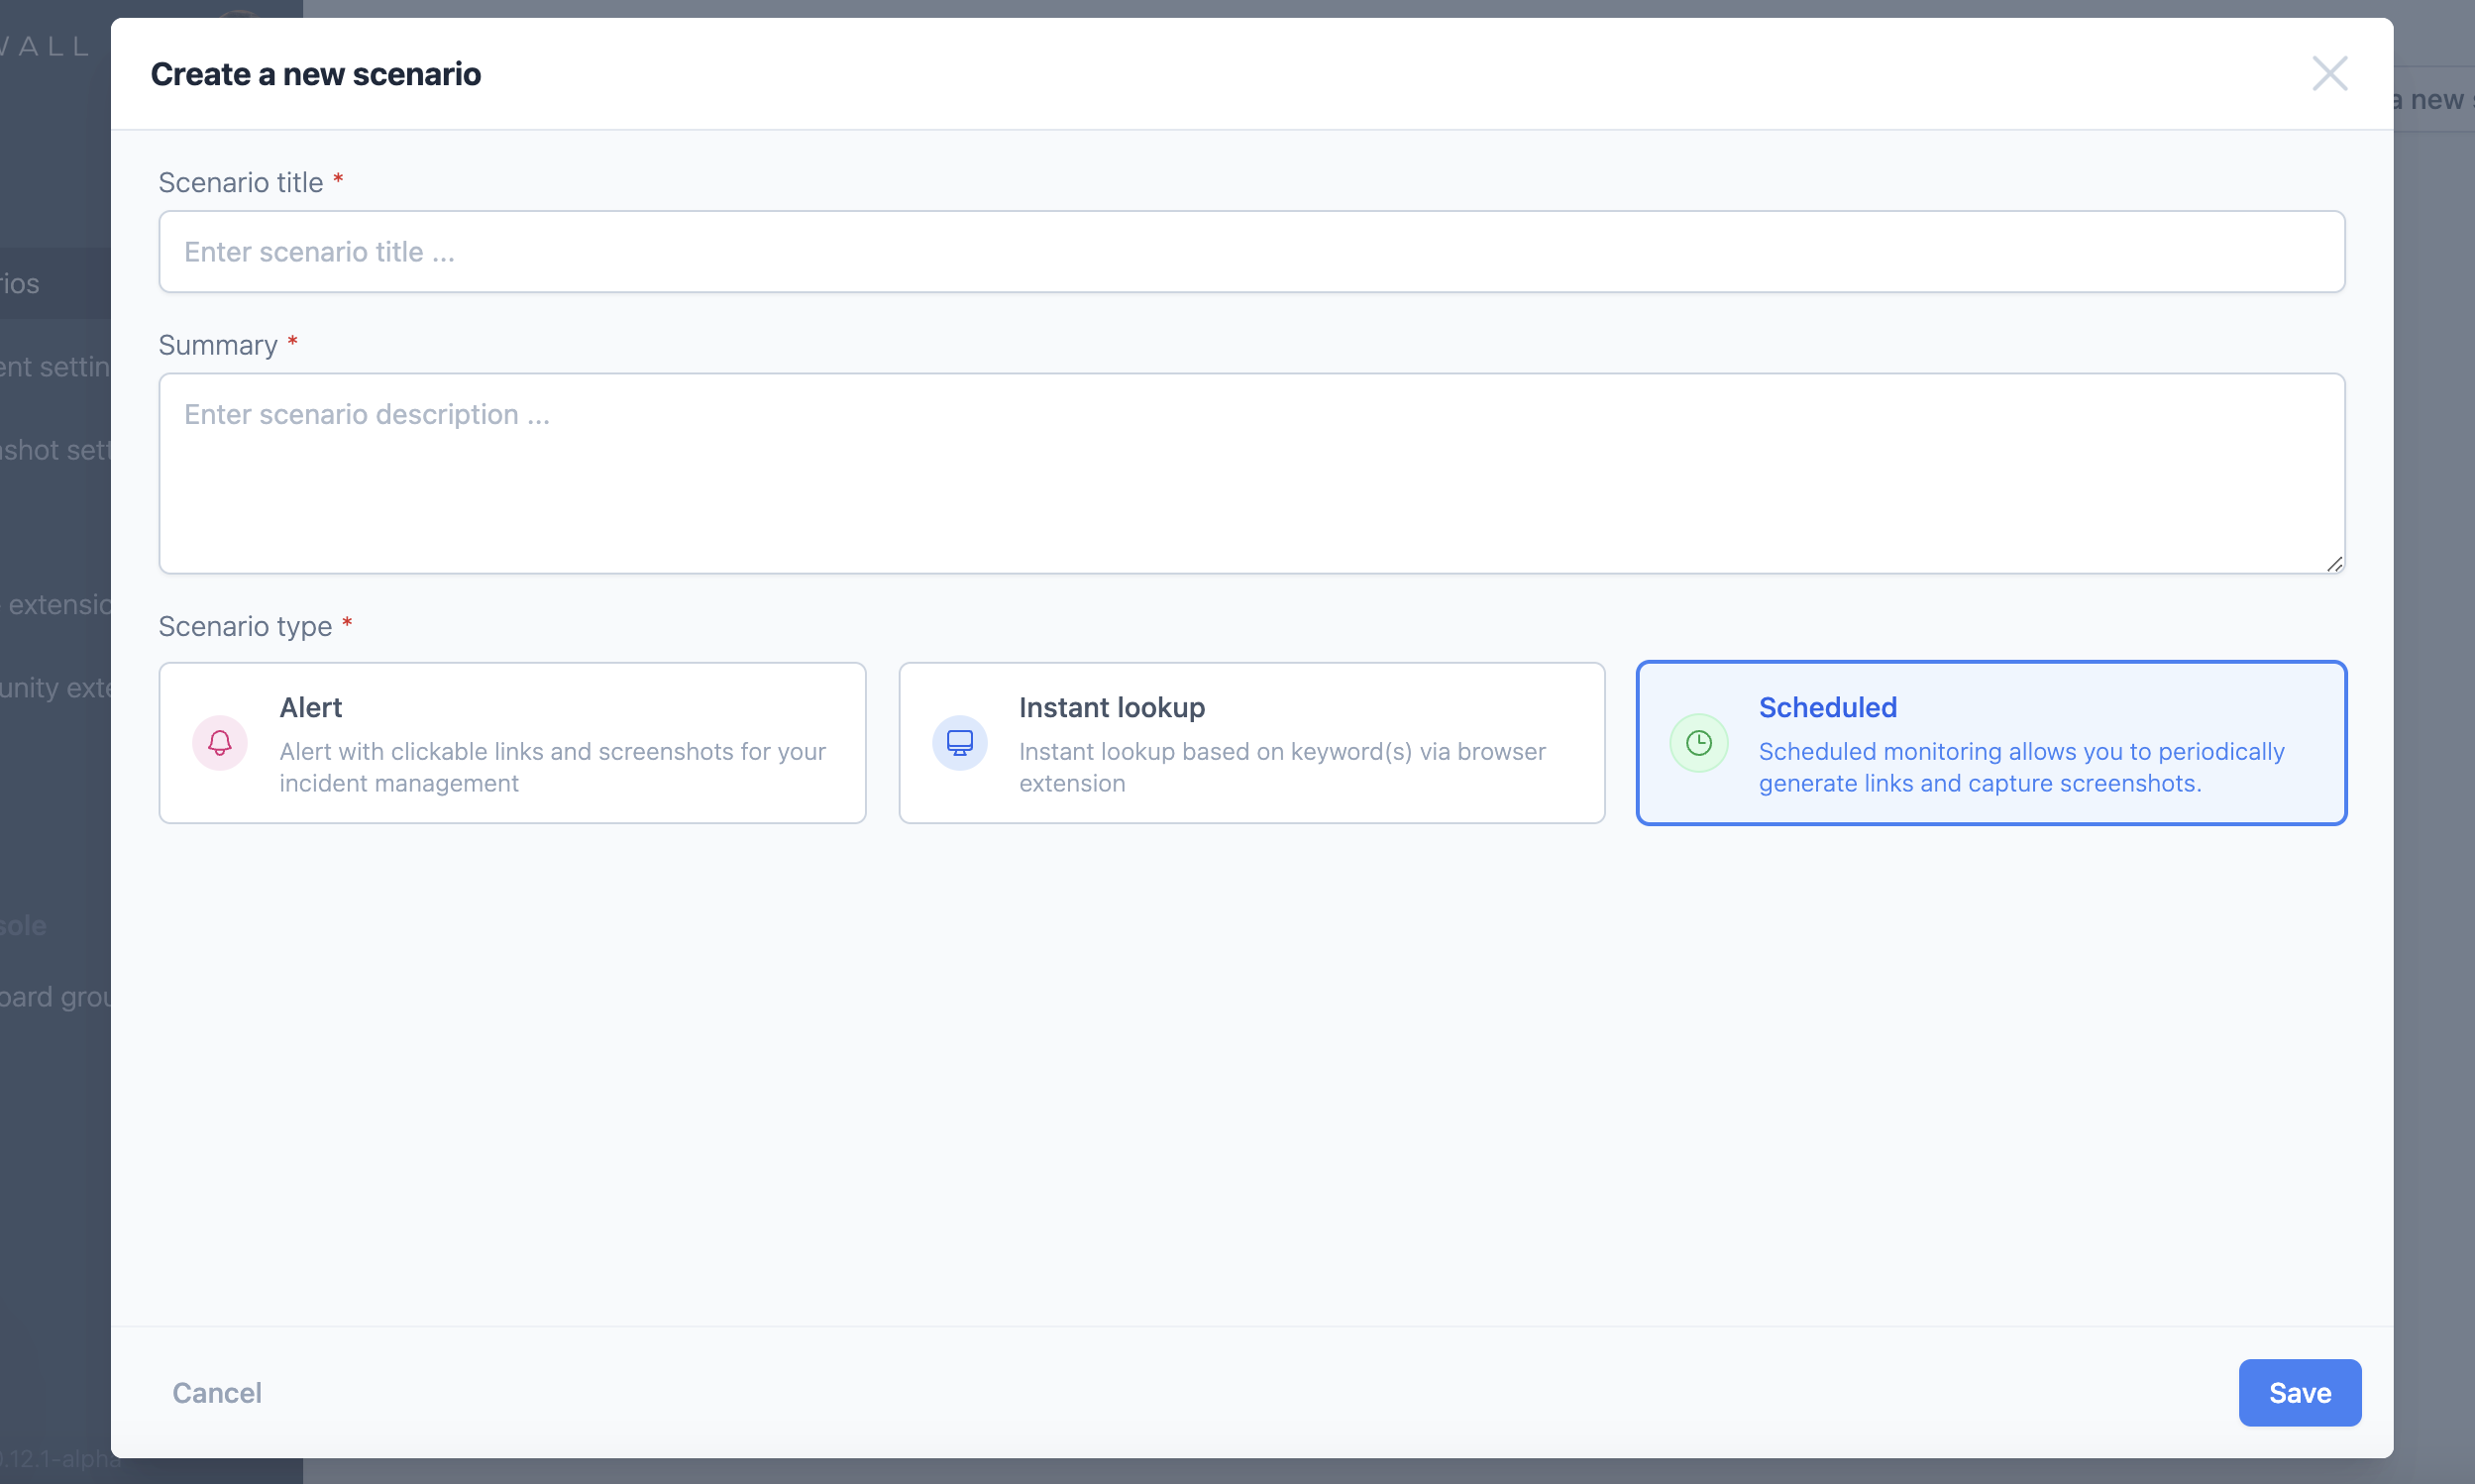 WALL
Create a new scenario
a new
Scenario title *
Enter scenario title ...
rios
Summary *
ent settin
Enter scenario description ...
shot sett
extensio
Scenario type *
unity exte
Alert
Alert with clickable links and screenshots for your
incident management
Instant lookup
Instant lookup based on keyword(s) via browser
extension
Scheduled
Scheduled monitoring allows you to periodically
generate links and capture screenshots.
sole
oard grou
Cancel
Save
.12.1-alpha